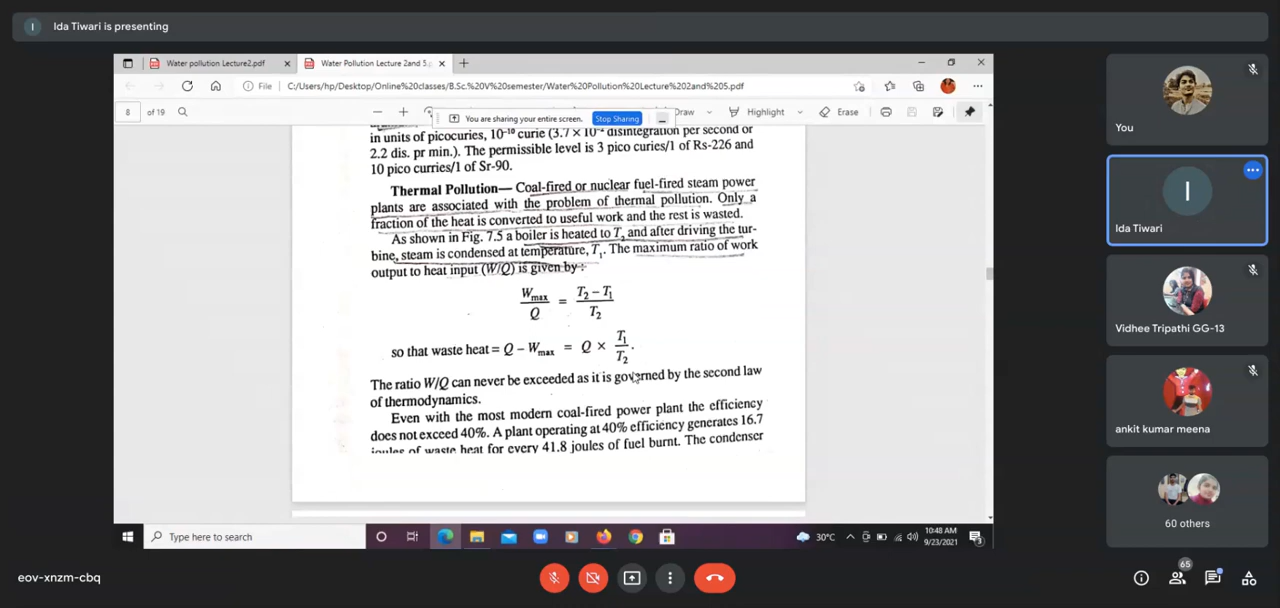 I
Ida Tiwari is presenting
Water pollution Lecture2.pdf
Water Pollution Lecture 2and 5.
File
C:/Users/hp/Desktop/Online%20classes/B.Sc.%20V%20semester/Water%20Pollution%20Lecture%202and%205.pdf
8 of 19
You are sharing your entire screen.
Stop Sharing
Draw
Highlight
Erase
in units of picocuries, 10⁻¹⁰ curie (3.7 × 10⁻² disintegration per second or
2.2 dis. pr min.). The permissible level is 3 pico curies/1 of Rs-226 and
10 pico curries/1 of Sr-90.
Thermal Pollution— Coal-fired or nuclear fuel-fired steam power
plants are associated with the problem of thermal pollution. Only a
fraction of the heat is converted to useful work and the rest is wasted.
As shown in Fig. 7.5 a boiler is heated to T₂ and after driving the tur-
bine, steam is condensed at temperature, T₁. The maximum ratio of work
output to heat input (W/Q) is given by :
Wmax / Q = T₂ – T₁ / T₂
so that waste heat = Q – Wmax = Q × T₁ / T₂.
The ratio W/Q can never be exceeded as it is governed by the second law
of thermodynamics.
Even with the most modern coal-fired power plant the efficiency
does not exceed 40%. A plant operating at 40% efficiency generates 16.7
joules of waste heat for every 41.8 joules of fuel burnt. The condenser
Type here to search
30°C
10:48 AM
9/23/2021
3
You
I
Ida Tiwari
Vidhee Tripathi GG-13
ankit kumar meena
60 others
eov-xnzm-cbq
65